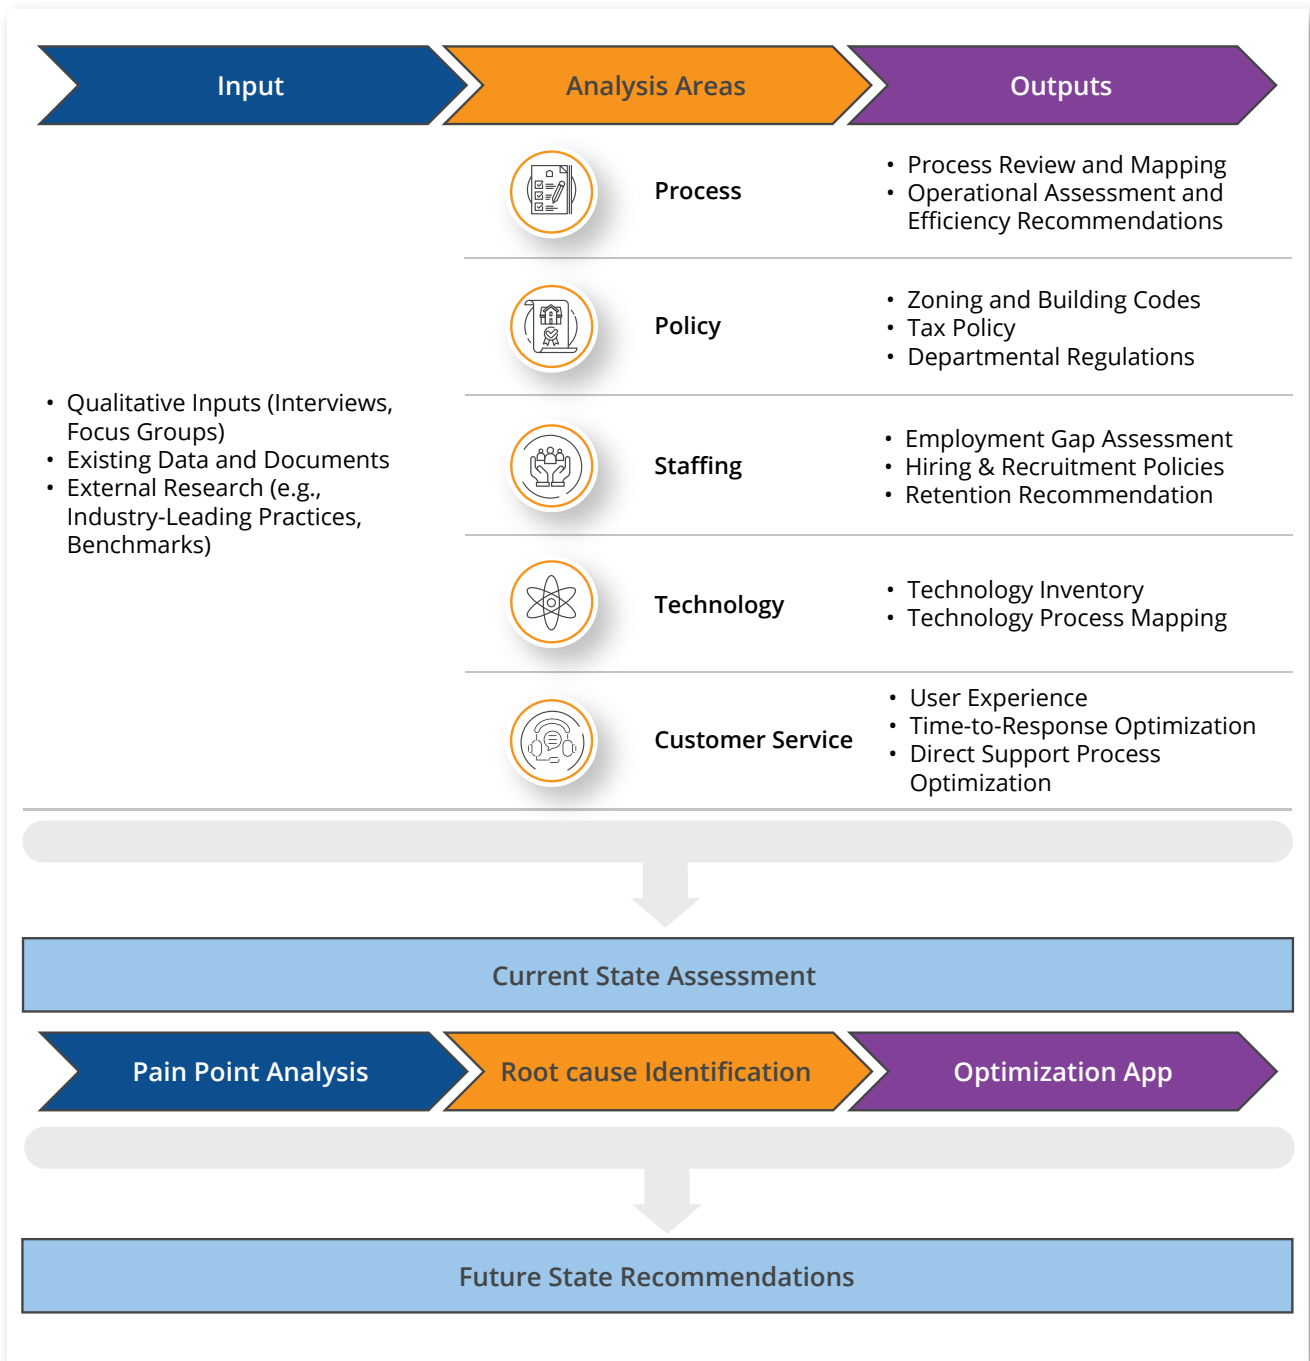 Input
Analysis Areas
Outputs
• Qualitative Inputs (Interviews,
Focus Groups)
• Existing Data and Documents
• External Research (e.g.,
Industry-Leading Practices,
Benchmarks)
Process
• Process Review and Mapping
• Operational Assessment and
Efficiency Recommendations
Policy
• Zoning and Building Codes
• Tax Policy
• Departmental Regulations
Staffing
• Employment Gap Assessment
• Hiring & Recruitment Policies
• Retention Recommendation
Technology
• Technology Inventory
• Technology Process Mapping
Customer Service
• User Experience
• Time-to-Response Optimization
• Direct Support Process
Optimization
Current State Assessment
Pain Point Analysis
Root cause Identification
Optimization App
Future State Recommendations